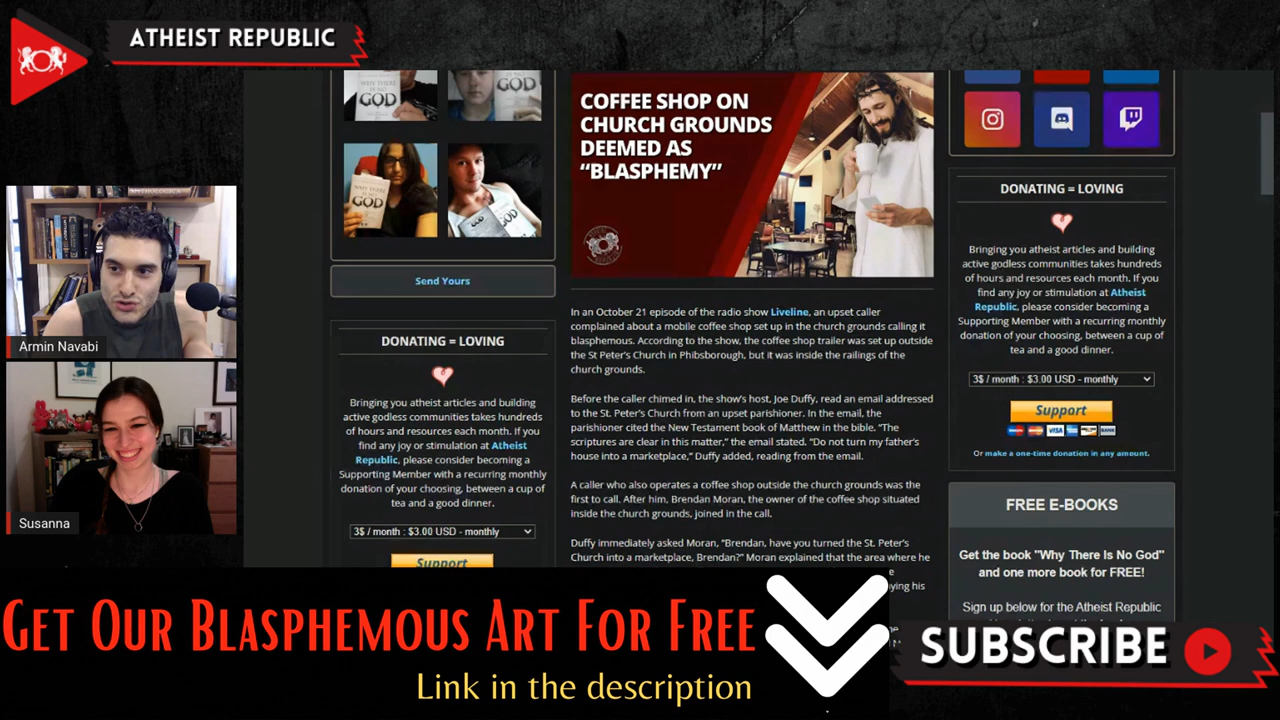 ATHEIST REPUBLIC
WHY THERE
IS NO
GOD
GOD
Send Yours
DONATING = LOVING
Bringing you atheist articles and building
active godless communities takes hundreds
of hours and resources each month. If you
find any joy or stimulation at Atheist
Republic, please consider becoming a
Supporting Member with a recurring monthly
donation of your choosing, between a cup of
tea and a good dinner.
3$ / month : $3.00 USD - monthly
Support
COFFEE SHOP ON
CHURCH GROUNDS
DEEMED AS
“BLASPHEMY”
In an October 21 episode of the radio show Liveline, an upset caller
complained about a mobile coffee shop set up in the church grounds calling it
blasphemous. According to the show, the coffee shop trailer was set up outside
the St Peter's Church in Phibsborough, but it was inside the railings of the
church grounds.
Before the caller chimed in, the show's host, Joe Duffy, read an email addressed
to the St. Peter's Church from an upset parishioner. In the email, the
parishioner cited the New Testament book of Matthew in the bible. “The
scriptures are clear in this matter,” the email stated. “Do not turn my father's
house into a marketplace,” Duffy added, reading from the email.
A caller who also operates a coffee shop outside the church grounds was the
first to call. After him, Brendan Moran, the owner of the coffee shop situated
inside the church grounds, joined in the call.
Duffy immediately asked Moran, “Brendan, have you turned the St. Peter's
Church into a marketplace, Brendan?” Moran explained that the area where he
DONATING = LOVING
Bringing you atheist articles and building
active godless communities takes hundreds
of hours and resources each month. If you
find any joy or stimulation at Atheist
Republic, please consider becoming a
Supporting Member with a recurring monthly
donation of your choosing, between a cup of
tea and a good dinner.
3$ / month : $3.00 USD - monthly
Support
VISA
BANK
Or make a one-time donation in any amount.
FREE E-BOOKS
Get the book "Why There Is No God"
and one more book for FREE!
Sign up below for the Atheist Republic
Armin Navabi
Susanna
GET OUR BLASPHEMOUS ART FOR FREE
Link in the description
SUBSCRIBE